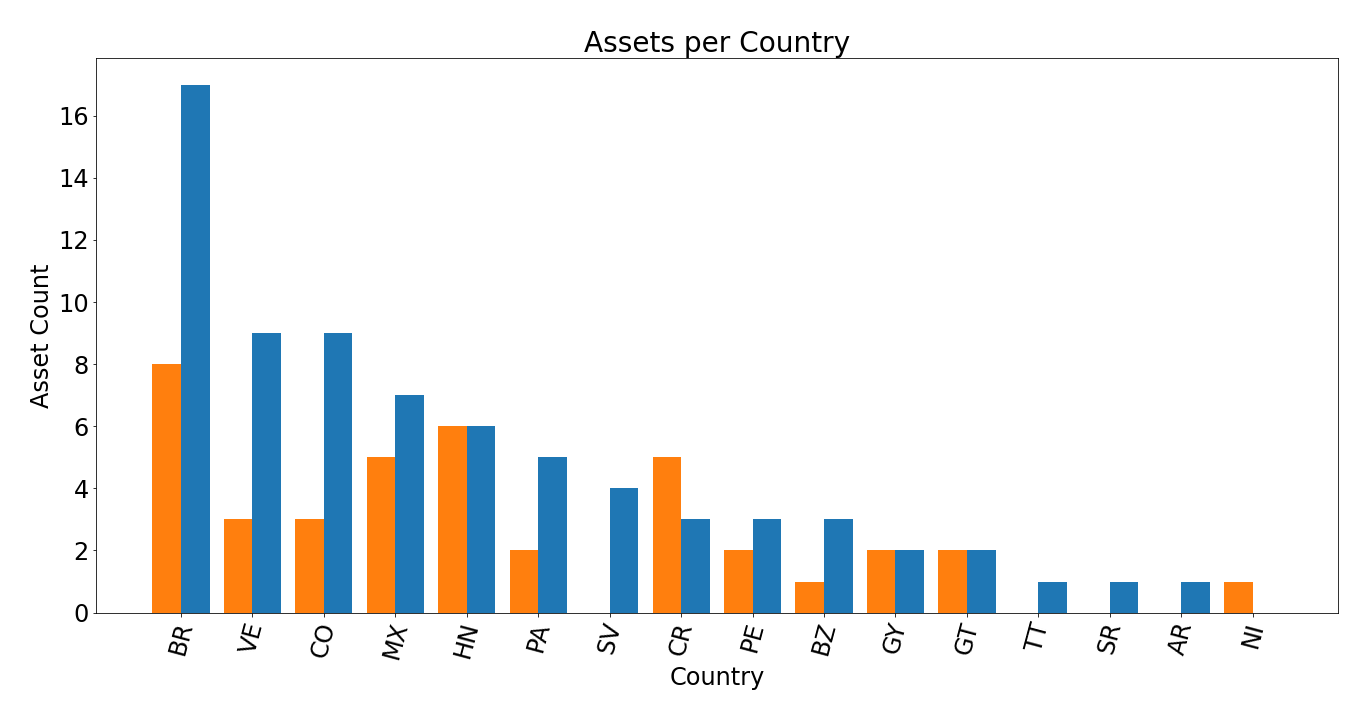 Assets per Country
Asset Count
16
14
12
10
8
6
4
2
0
BR VE CO MX HN PA SV CR PE BZ GY GT TT SR AR NI
Country